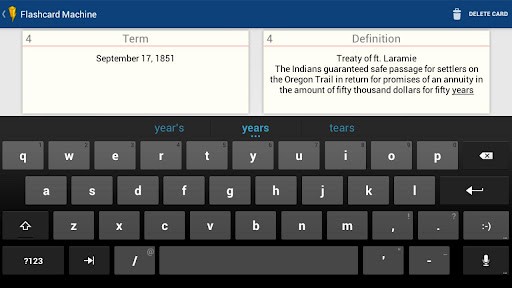 Flashcard Machine
DELETE CARD
4 Term
September 17, 1851
4 Definition
Treaty of ft. Laramie
The Indians guaranteed safe passage for settlers on
the Oregon Trail in return for promises of an annuity in
the amount of fifty thousand dollars for fifty years
year's years tears
1 2 3 4 5 6 7 8 9 0
q w e r t y u i o p
a s d f g h j k l
z x c v b n m ! , ? . :-)
?123 @ / ' _ -